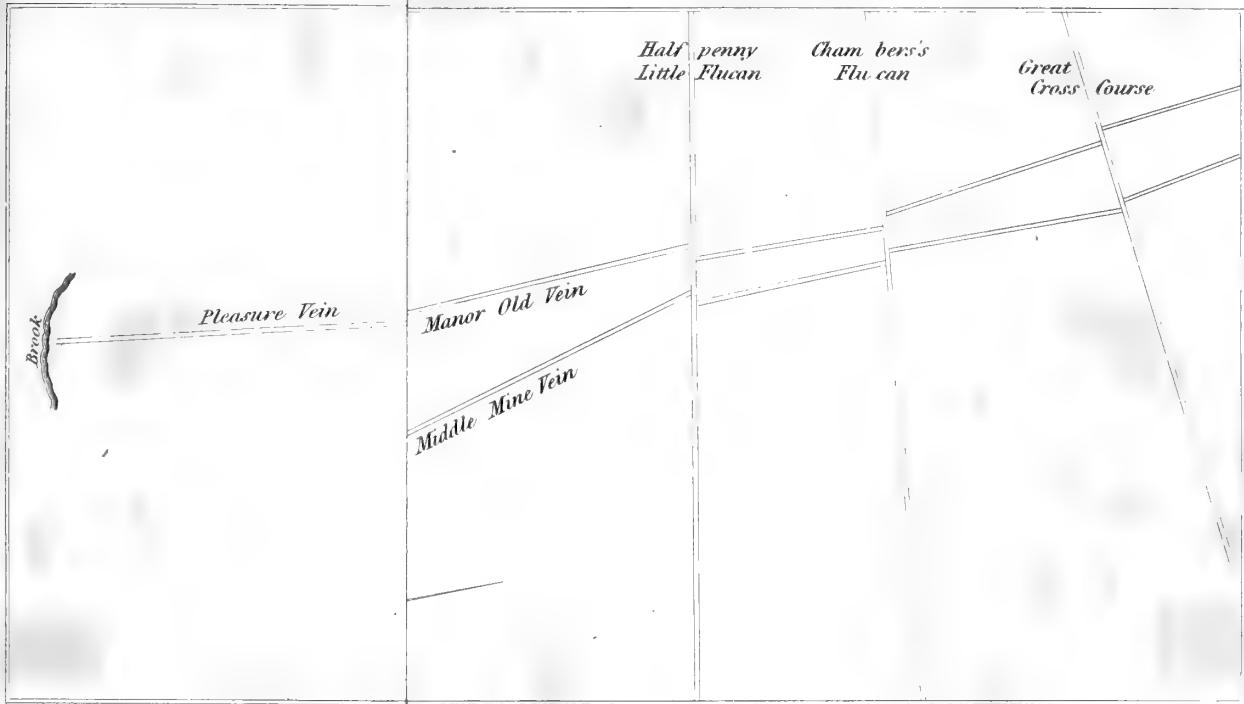 Half penny
Little Flucan
Cham bers's
Flu can
Great
Cross Course
Brook
Pleasure Vein
Manor Old Vein
Middle Mine Vein